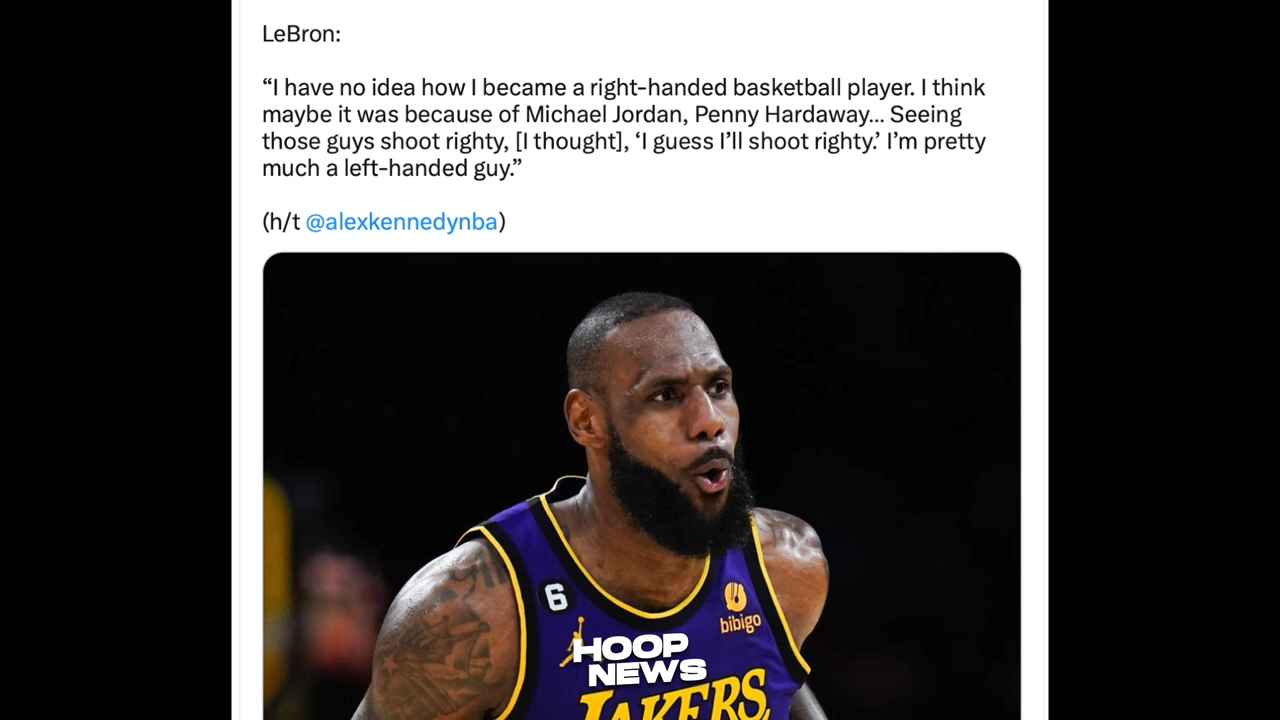 LeBron:
“I have no idea how I became a right-handed basketball player. I think
maybe it was because of Michael Jordan, Penny Hardaway... Seeing
those guys shoot righty, [I thought], ‘I guess I’ll shoot righty.’ I’m pretty
much a left-handed guy.”
(h/t @alexkennedynba)
6
bibigo
HOOP
NEWS
LAKERS